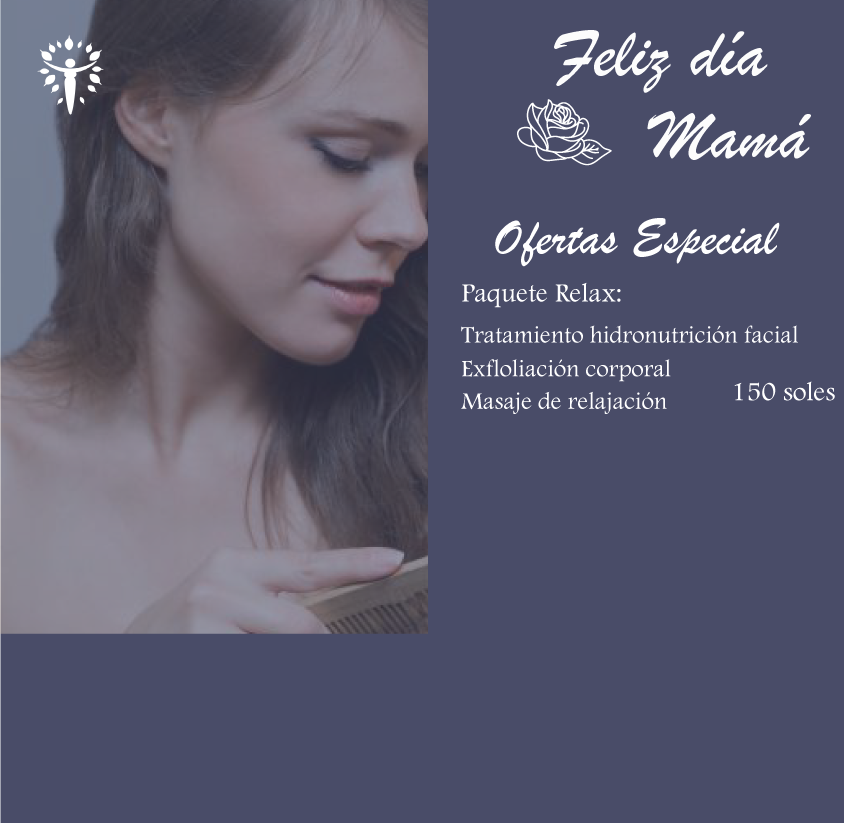 Feliz día
Mamá
Ofertas Especial
Paquete Relax:
Tratamiento hidronutrición facial
Exfloliación corporal
Masaje de relajación
150 soles